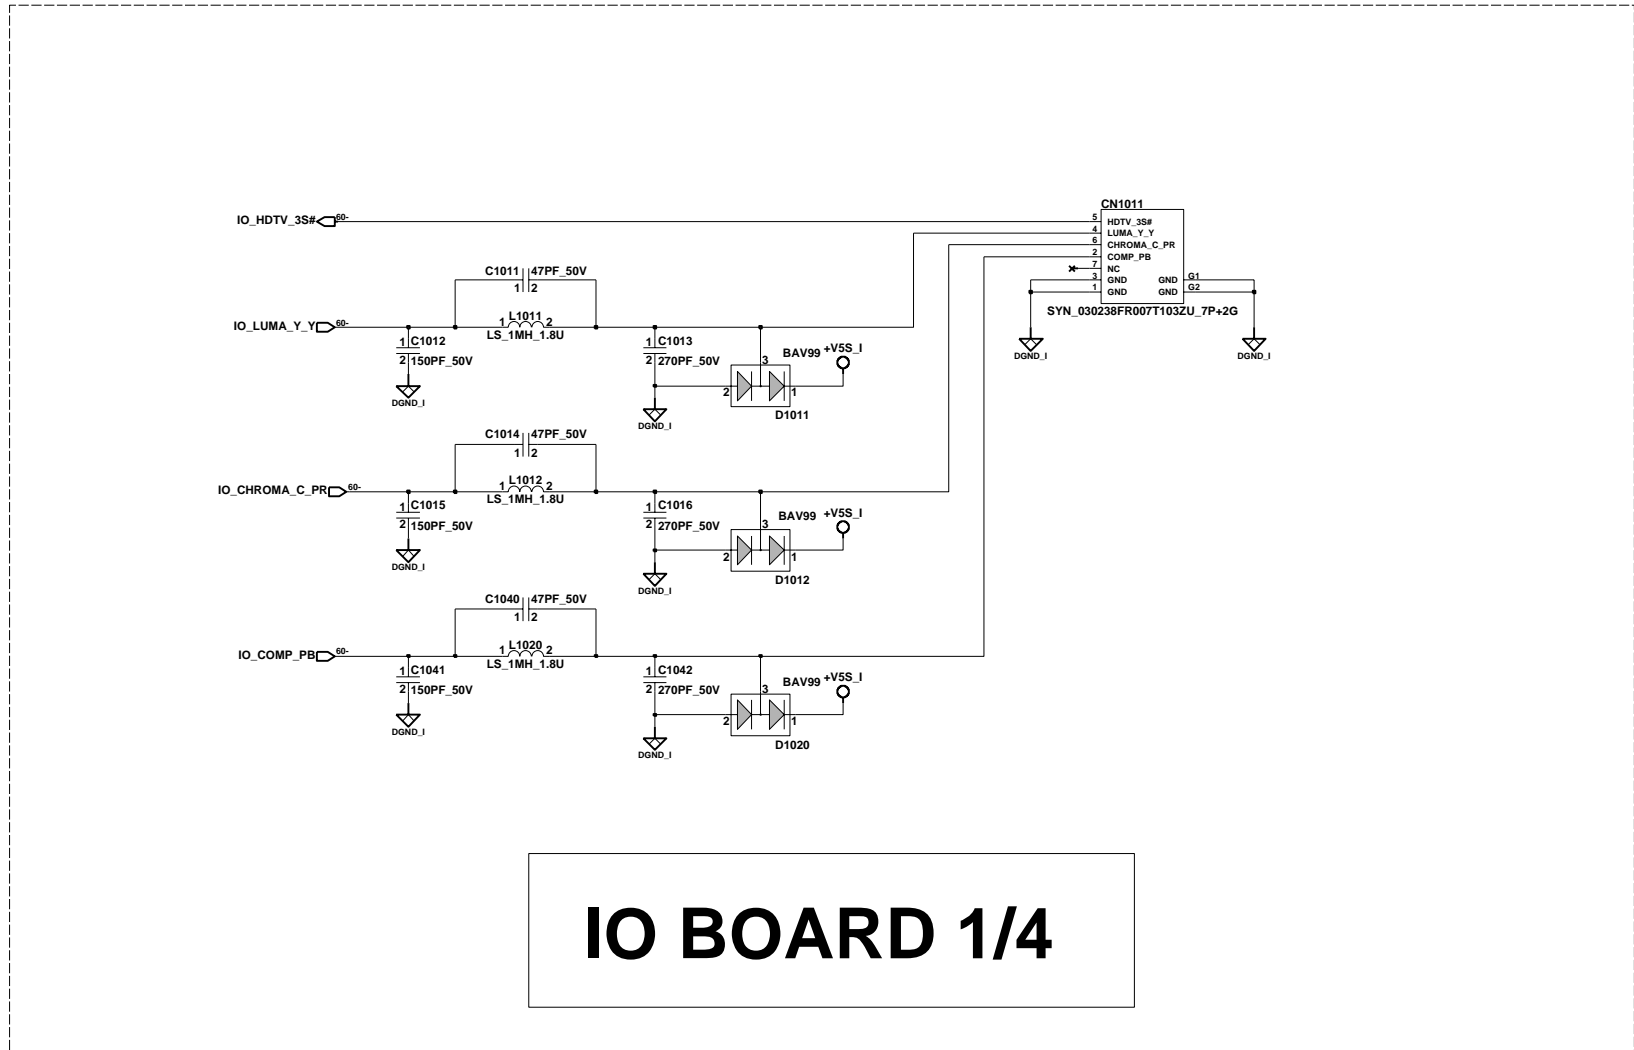 CN1011
IO_HDTV_3S# 60-
5 HDTV_3S#
4 LUMA_Y_Y
6 CHROMA_C_PR
2 COMP_PB
7 NC
3 GND GND G1
1 GND GND G2
SYN_030238FR007T103ZU_7P+2G
DGND_I DGND_I
C1011 47PF_50V
1 2
IO_LUMA_Y_Y 60-
1 L1011 2
LS_1MH_1.8U
1 C1012
2 150PF_50V
DGND_I
1 C1013
2 270PF_50V
DGND_I
BAV99 +V5S_I
3
2 1
D1011
C1014 47PF_50V
1 2
IO_CHROMA_C_PR 60-
1 L1012 2
LS_1MH_1.8U
1 C1015
2 150PF_50V
DGND_I
1 C1016
2 270PF_50V
DGND_I
BAV99 +V5S_I
3
2 1
D1012
C1040 47PF_50V
1 2
IO_COMP_PB 60-
1 L1020 2
LS_1MH_1.8U
1 C1041
2 150PF_50V
DGND_I
1 C1042
2 270PF_50V
DGND_I
BAV99 +V5S_I
3
2 1
D1020
IO BOARD 1/4